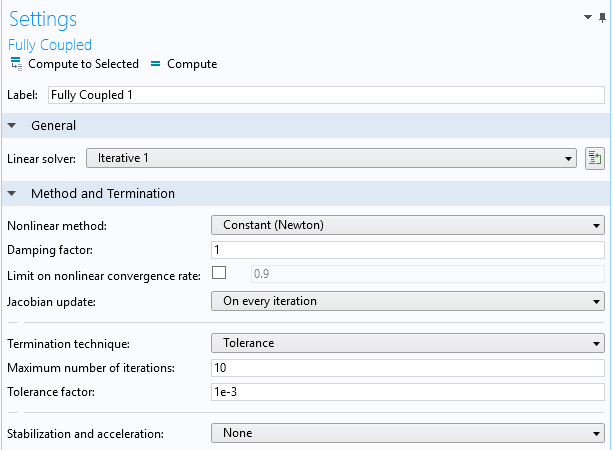 Settings
Fully Coupled
Compute to Selected = Compute
Label: Fully Coupled 1
General
Linear solver: Iterative 1
Method and Termination
Nonlinear method: Constant (Newton)
Damping factor: 1
Limit on nonlinear convergence rate: 0.9
Jacobian update: On every iteration
Termination technique: Tolerance
Maximum number of iterations: 10
Tolerance factor: 1e-3
Stabilization and acceleration: None